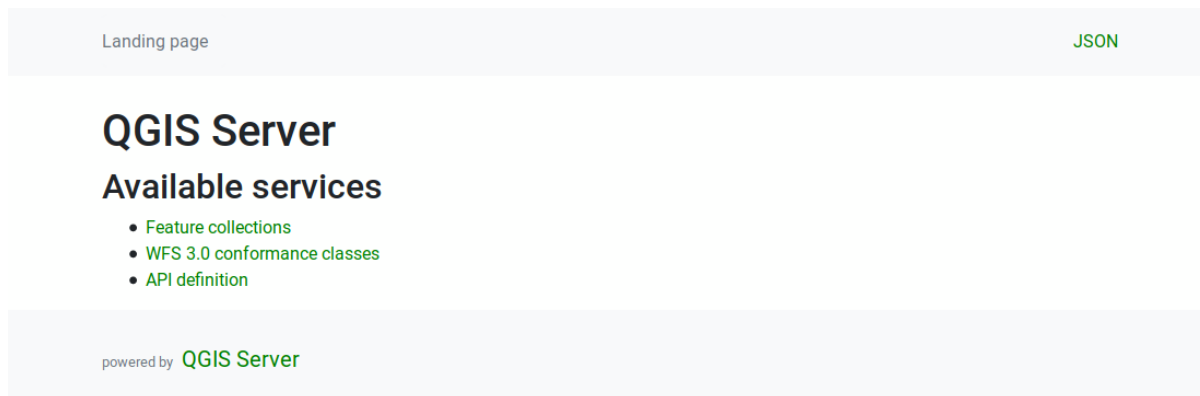 Landing page JSON
QGIS Server
Available services
Feature collections
WFS 3.0 conformance classes
API definition
powered by QGIS Server